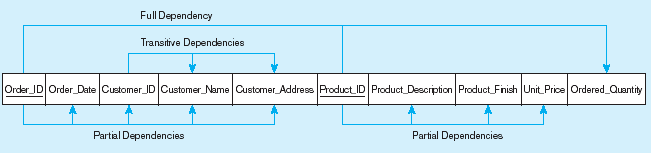 Full Dependency
Transitive Dependencies
Order_ID Order_Date Customer_ID Customer_Name Customer_Address Product_ID Product_Description Product_Finish Unit_Price Ordered_Quantity
Partial Dependencies Partial Dependencies